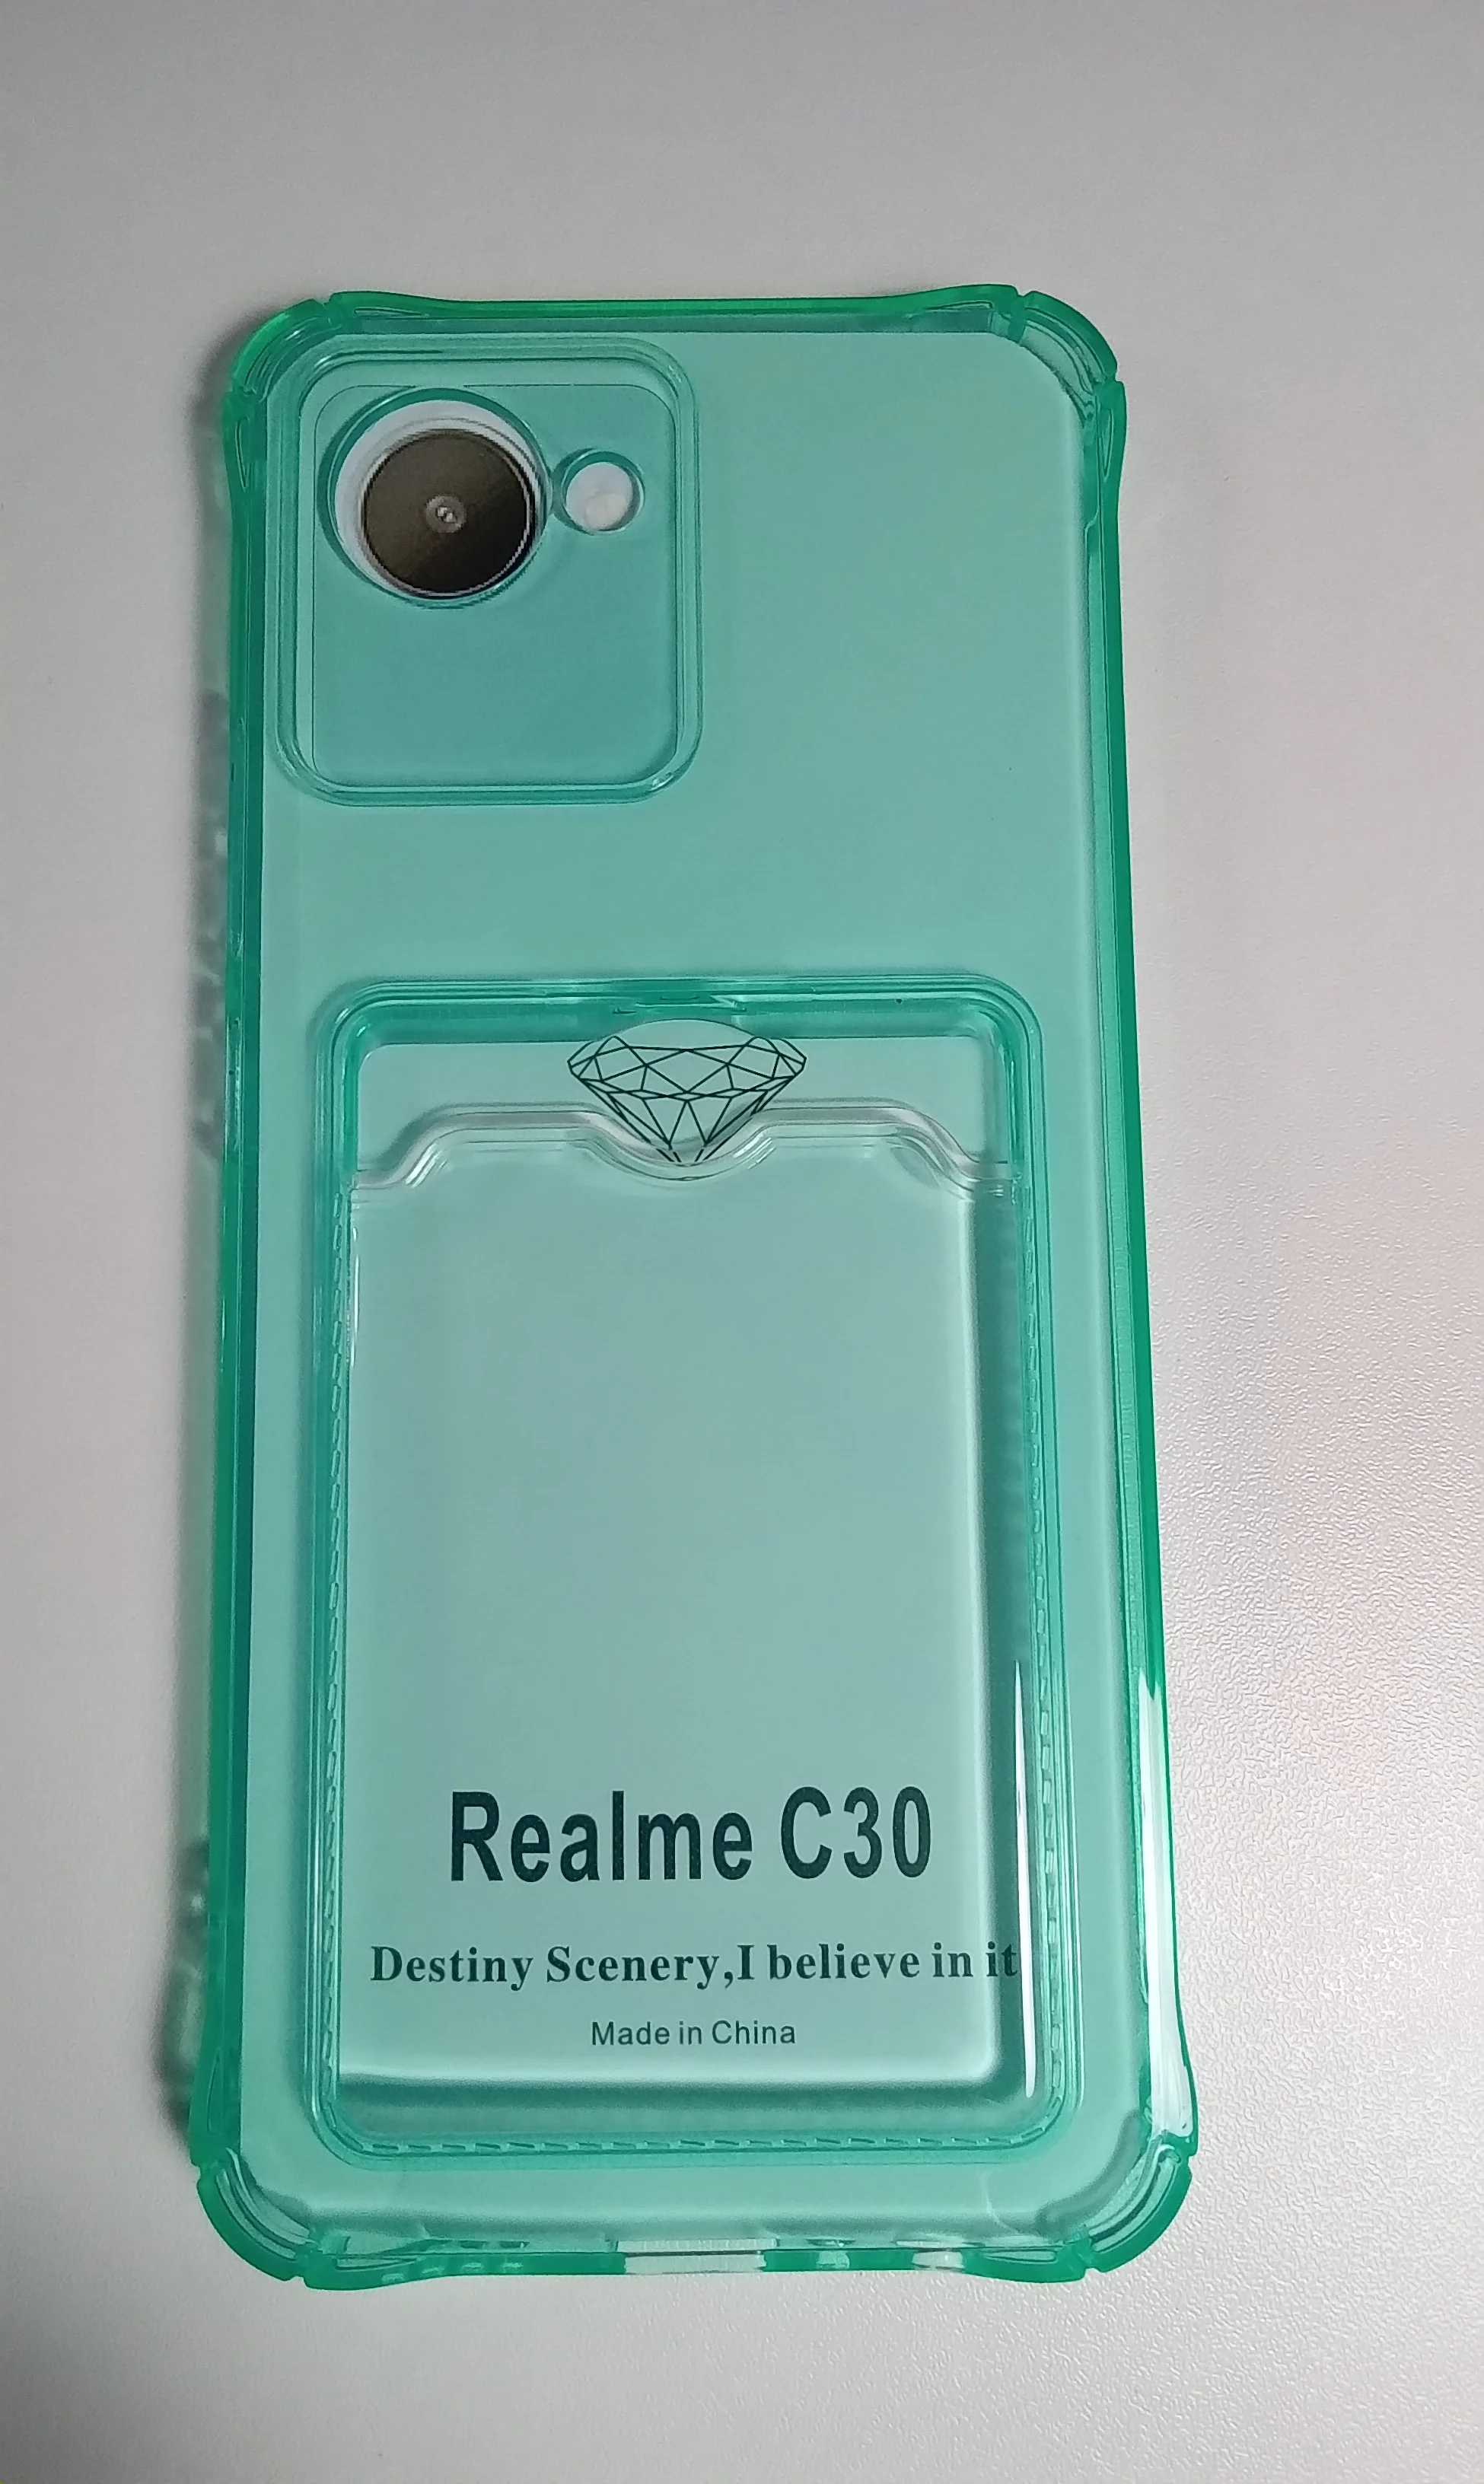 Realme C30
Destiny Scenery,I believe in it
Made in China